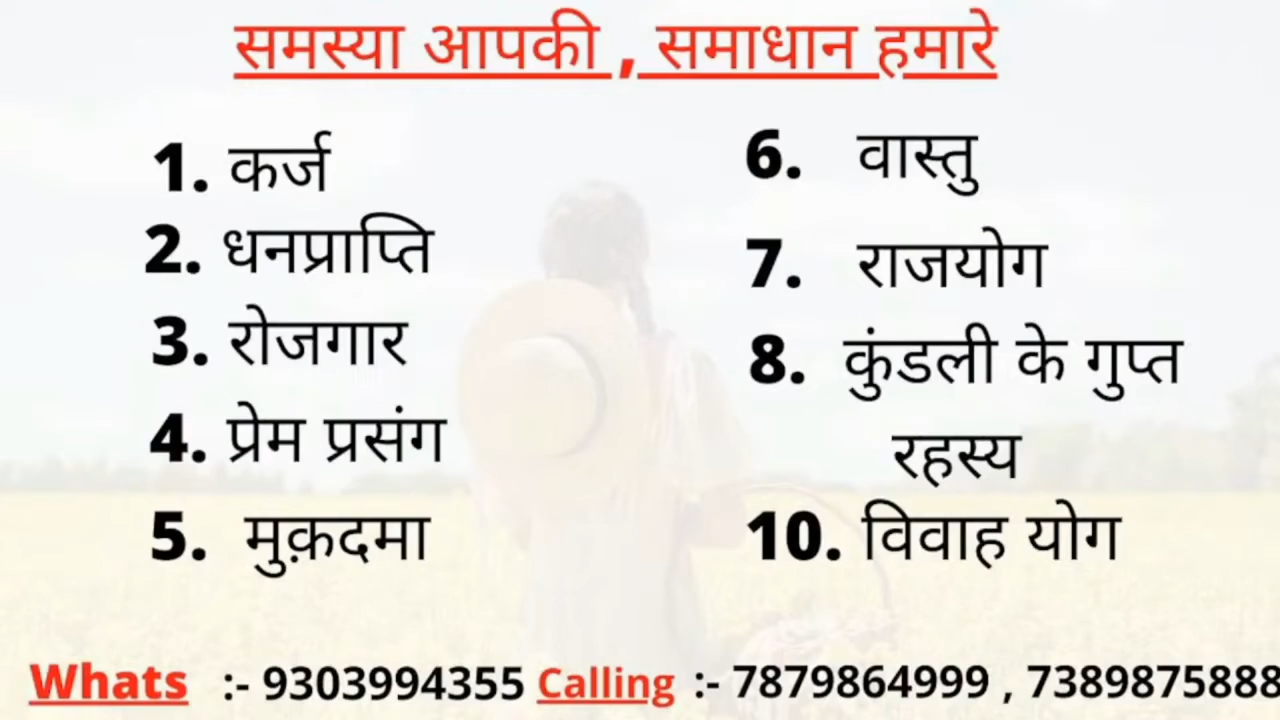 समस्या आपकी , समाधान हमारे
1. कर्ज
2. धनप्राप्ति
3. रोजगार
4. प्रेम प्रसंग
5. मुक़दमा
6. वास्तु
7. राजयोग
8. कुंडली के गुप्त
रहस्य
10. विवाह योग
Whats :- 9303994355 Calling :- 7879864999 , 7389875888